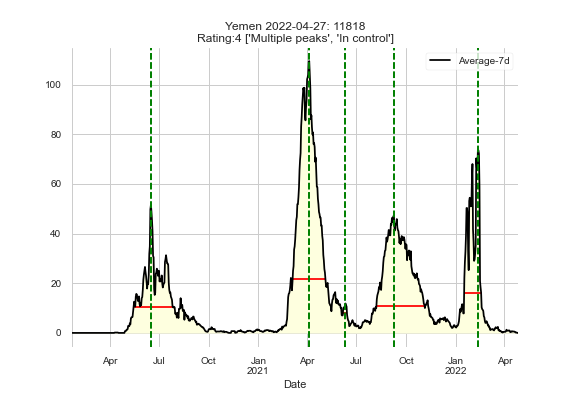 Yemen 2022-04-27: 11818
Rating:4 ['Multiple peaks', 'In control']
Average-7d
100
80
60
40
20
0
Apr Jul Oct Jan Apr Jul Oct Jan Apr
2021 2022
Date